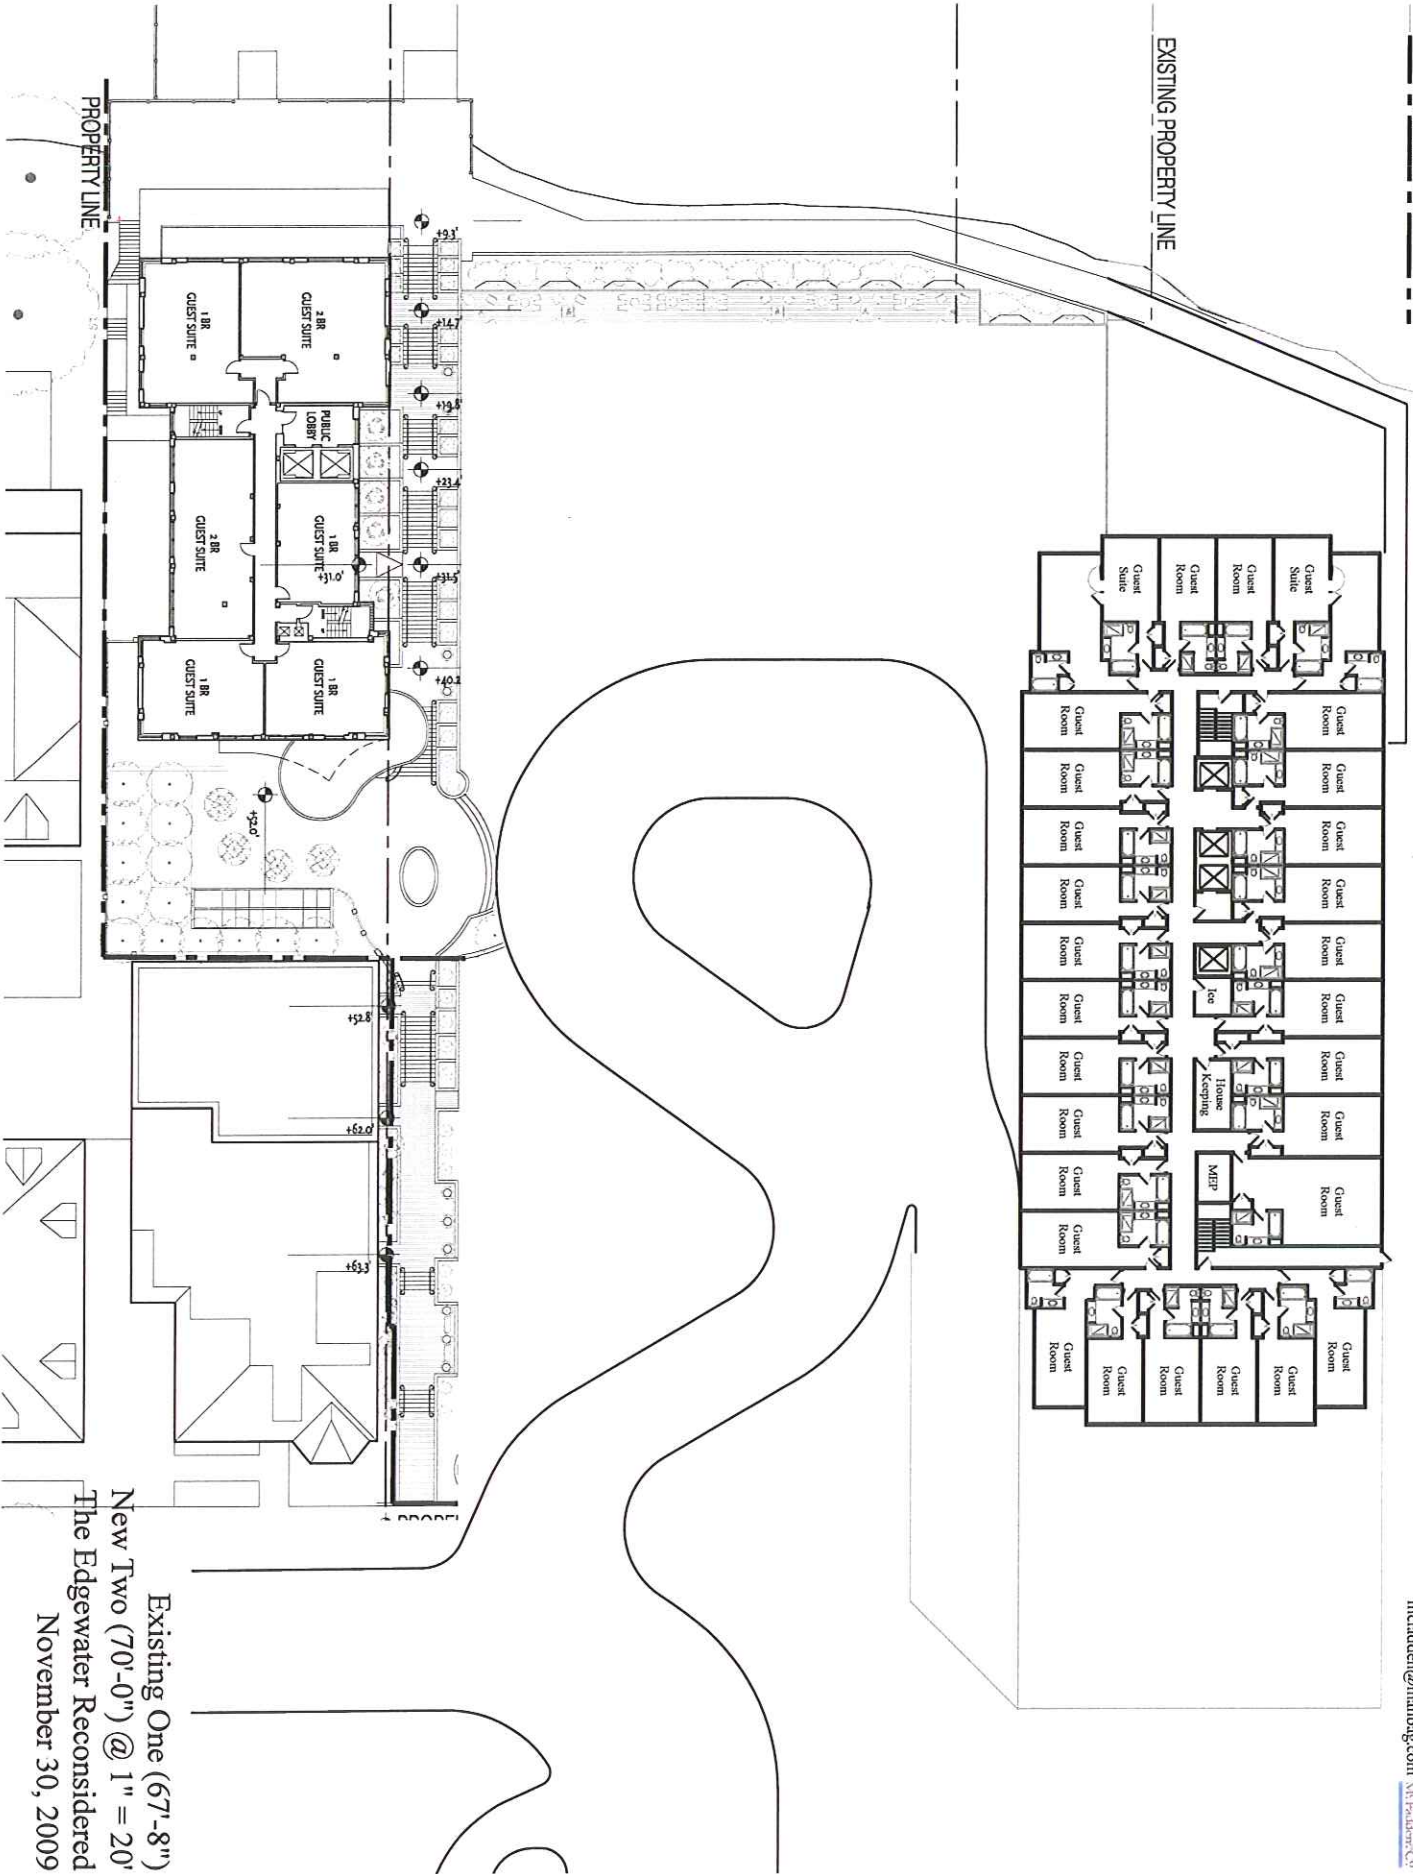 EXISTING PROPERTY LINE
Guest
Room
Guest
Room
Guest
Room
Guest
Room
Guest
Room
Guest
Room
Guest
Room
Guest
Room
Guest
Room
Guest
Room
Guest
Suite
Guest
Room
Guest
Room
Guest
Room
Ice
House
Keeping
MEP
Guest
Room
Guest
Room
Guest
Suite
Guest
Room
Guest
Room
Guest
Room
Guest
Room
Guest
Room
Guest
Room
Guest
Room
Guest
Room
Guest
Room
Guest
Room
Guest
Room
Guest
Room
+9.3'
+14.7'
+19.8'
+23.4'
+31.5'
+40.2
+52.8'
+62.0'
+63.3'
2 BR
GUEST SUITE
PUBLIC
LOBBY
1 BR
GUEST SUITE
+31.0'
1 BR
GUEST SUITE
+52.0'
1 BR
GUEST SUITE
2 BR
GUEST SUITE
1 BR
GUEST SUITE
PROPERTY LINE
Existing One (67'-8")
New Two (70'-0") @ 1" = 20'
The Edgewater Reconsidered
November 30, 2009